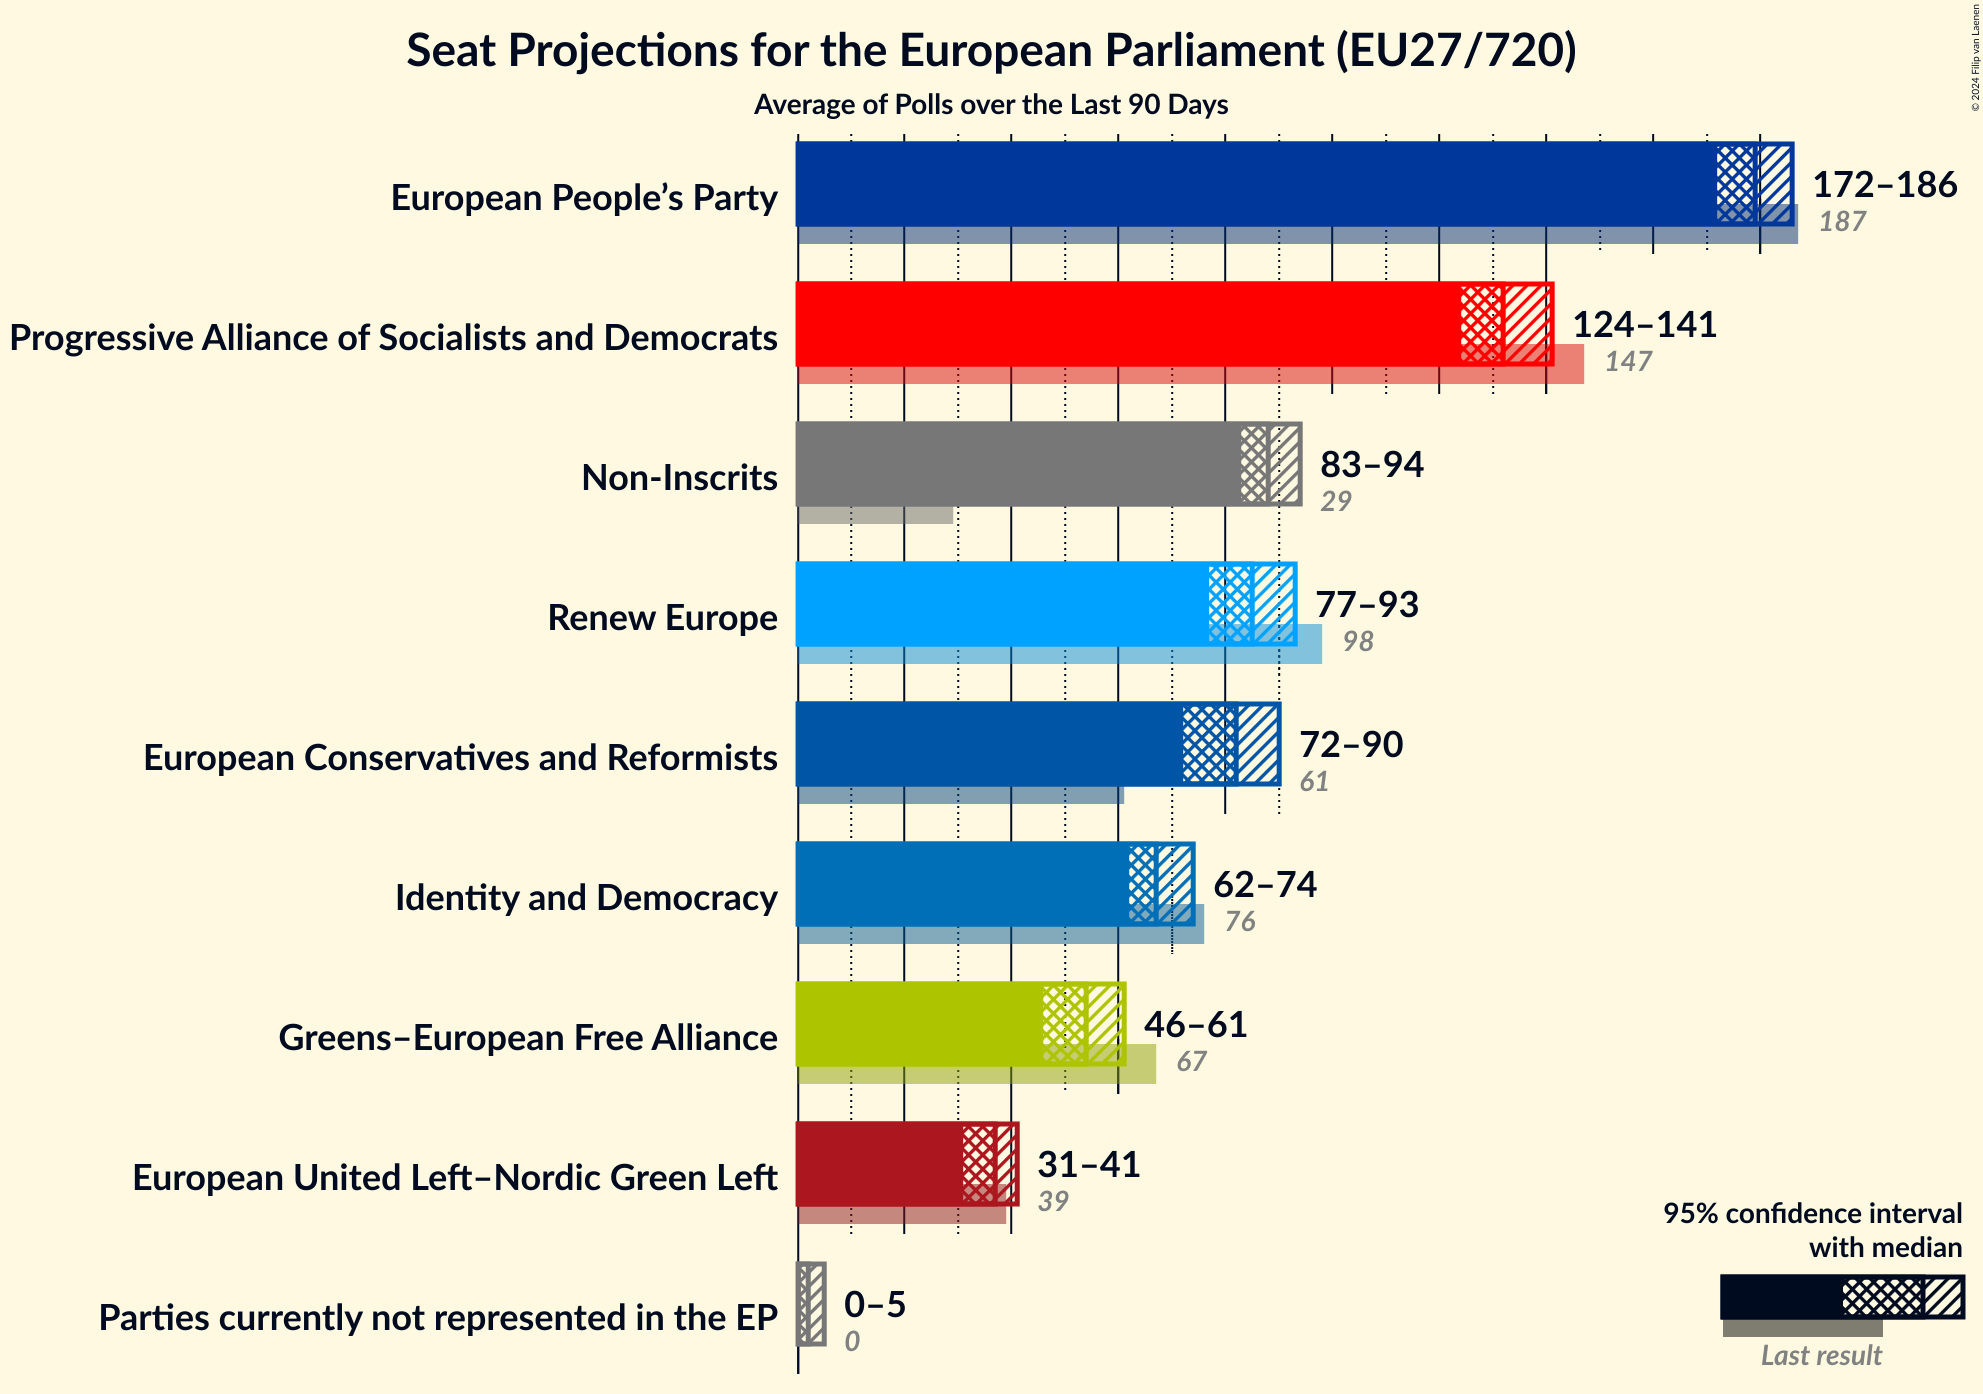 Seat Projections for the European Parliament (EU27/720)
Average of Polls over the Last 90 Days
© 2024 Filip van Laenen
European People’s Party
172–186
187
Progressive Alliance of Socialists and Democrats
124–141
147
Non-Inscrits
83–94
29
Renew Europe
77–93
98
European Conservatives and Reformists
72–90
61
Identity and Democracy
62–74
76
Greens–European Free Alliance
46–61
67
European United Left–Nordic Green Left
31–41
39
Parties currently not represented in the EP
0–5
0
95% confidence interval
with median
Last result